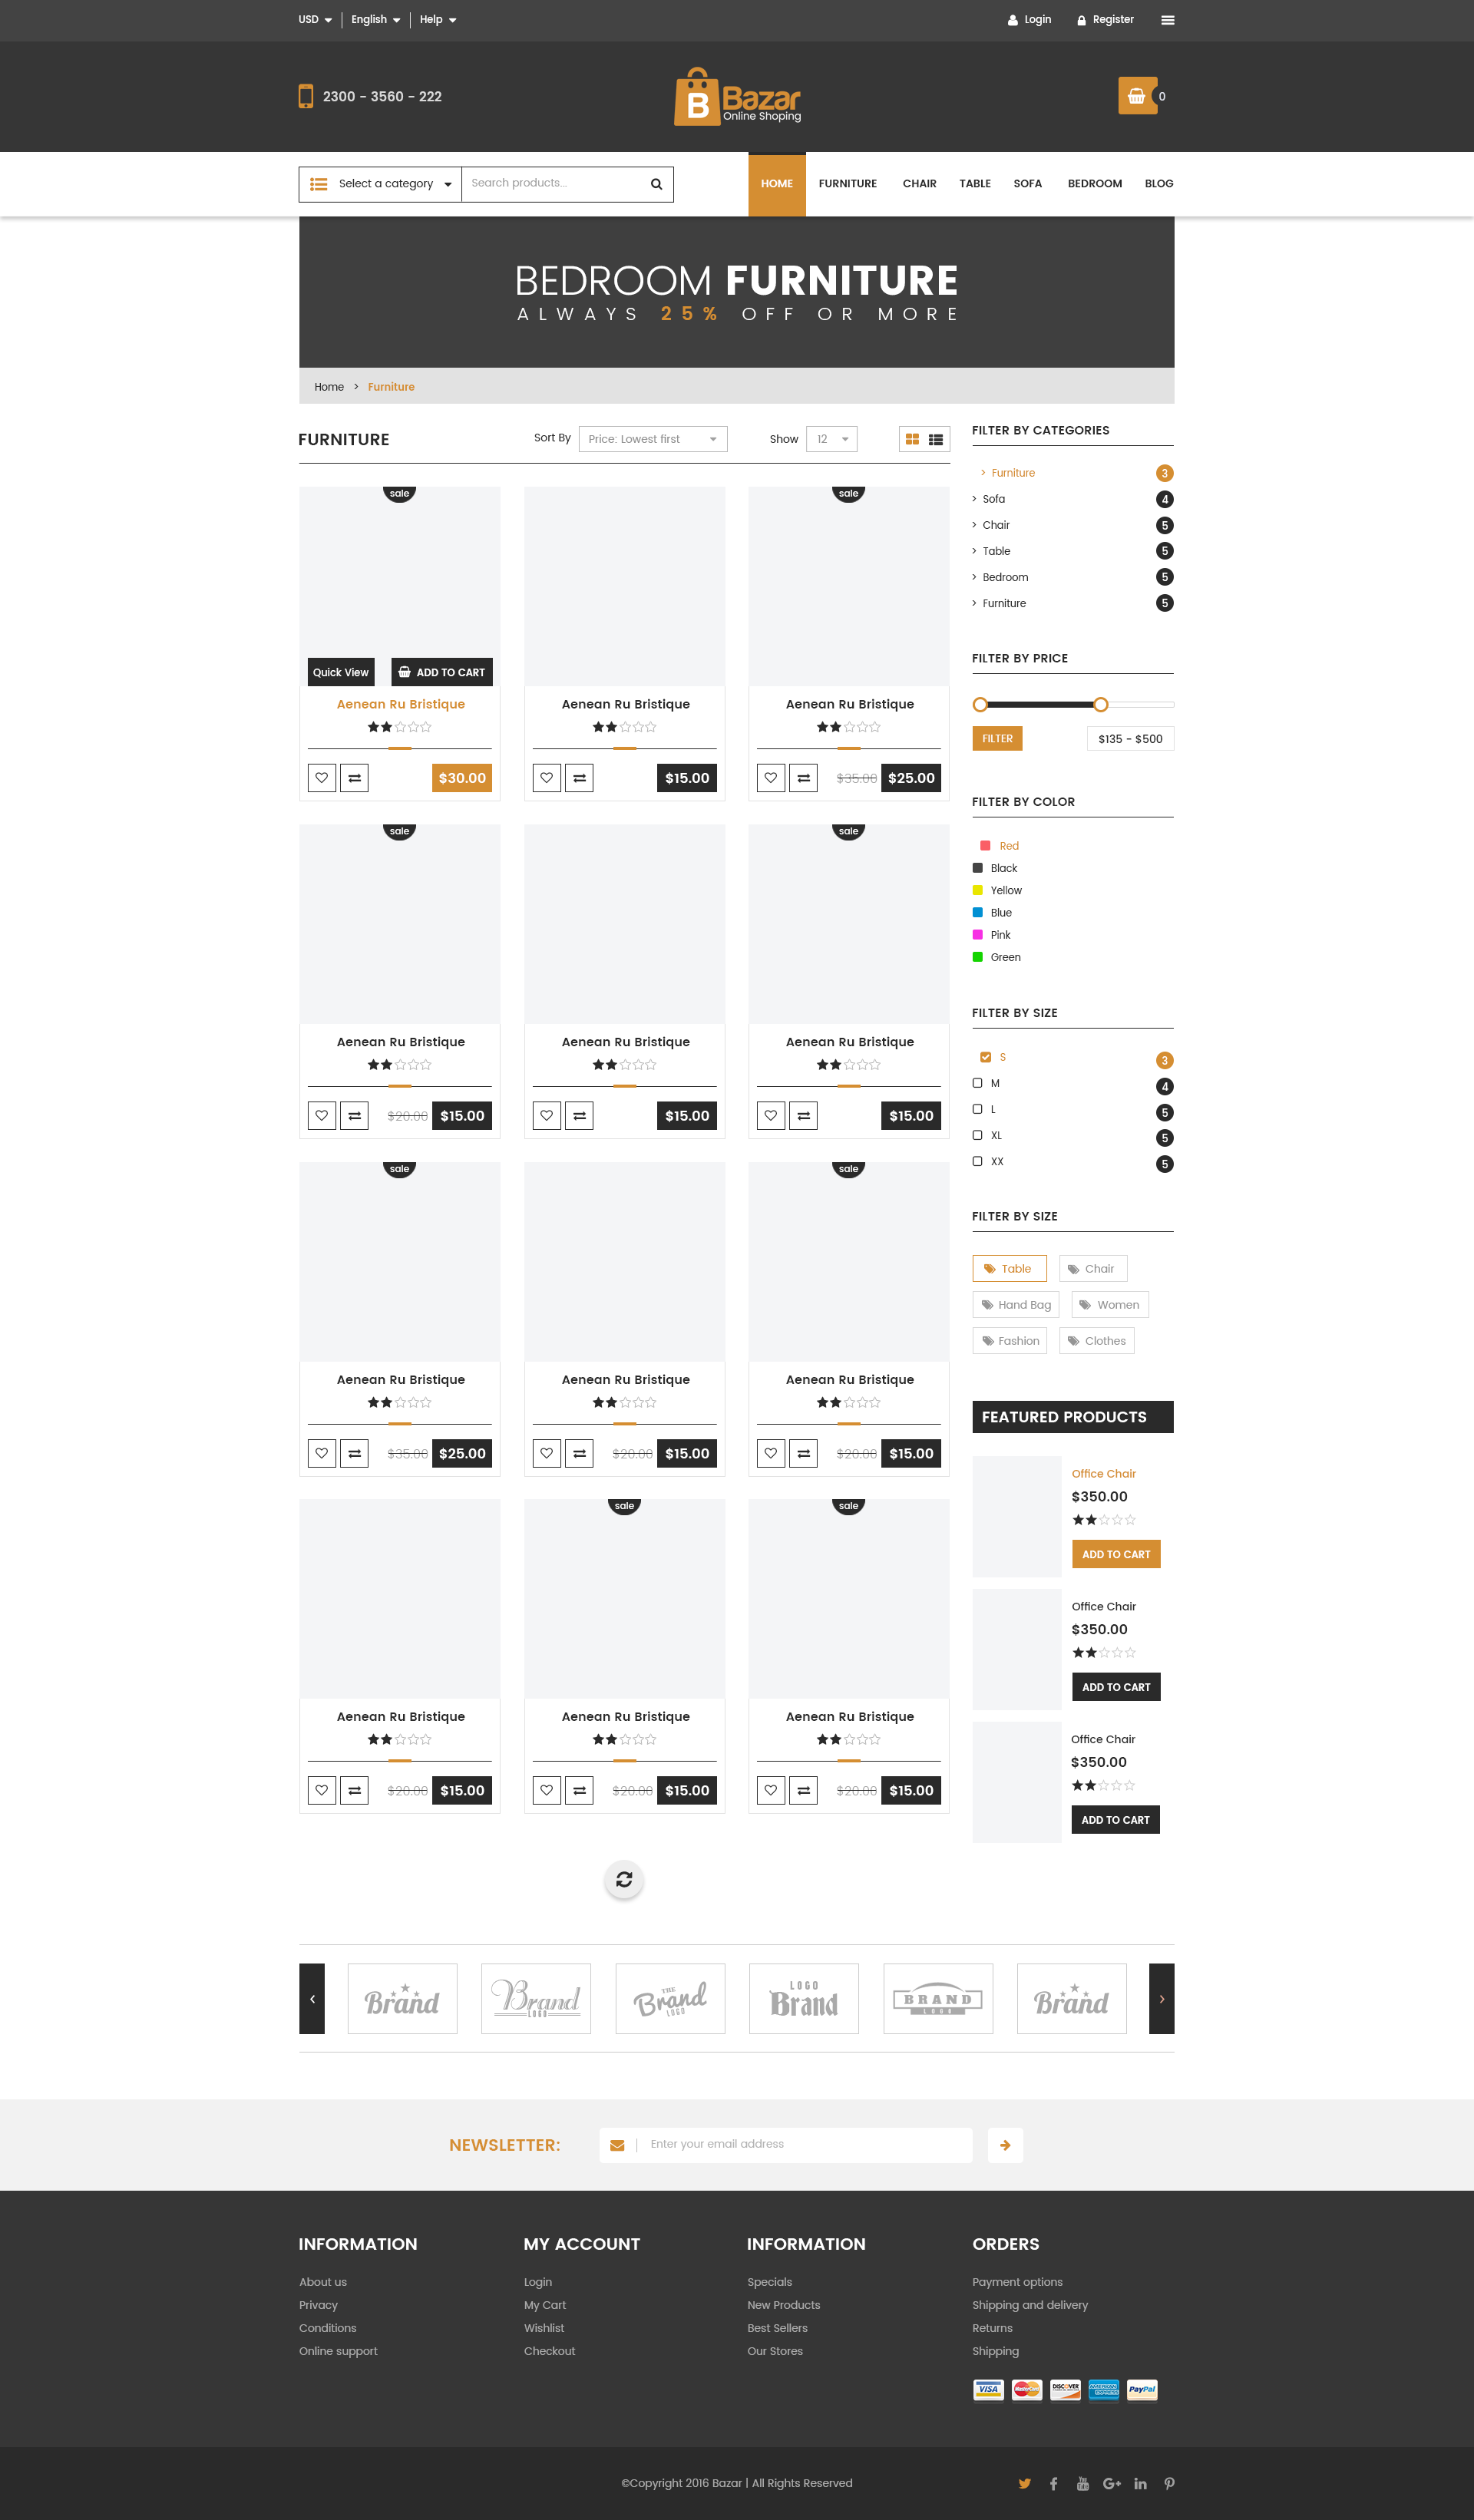 USD English Help Login Register
2300 - 3560 - 222
B Bazar
Online Shoping
0
Select a category Search products...
HOME FURNITURE CHAIR TABLE SOFA BEDROOM BLOG
BEDROOM FURNITURE
ALWAYS 25% OFF OR MORE
Home > Furniture
FURNITURE Sort By Price: Lowest first Show 12
sale sale
Quick View ADD TO CART
Aenean Ru Bristique Aenean Ru Bristique Aenean Ru Bristique
$30.00 $15.00 $35.00 $25.00
sale sale
Aenean Ru Bristique Aenean Ru Bristique Aenean Ru Bristique
$20.00 $15.00 $15.00 $15.00
sale sale
Aenean Ru Bristique Aenean Ru Bristique Aenean Ru Bristique
$35.00 $25.00 $20.00 $15.00 $20.00 $15.00
sale sale
Aenean Ru Bristique Aenean Ru Bristique Aenean Ru Bristique
$20.00 $15.00 $20.00 $15.00 $20.00 $15.00
FILTER BY CATEGORIES
> Furniture 3
> Sofa 4
> Chair 5
> Table 5
> Bedroom 5
> Furniture 5
FILTER BY PRICE
FILTER $135 - $500
FILTER BY COLOR
Red
Black
Yellow
Blue
Pink
Green
FILTER BY SIZE
S 3
M 4
L 5
XL 5
XX 5
FILTER BY SIZE
Table Chair
Hand Bag Women
Fashion Clothes
FEATURED PRODUCTS
Office Chair
$350.00
ADD TO CART
Office Chair
$350.00
ADD TO CART
Office Chair
$350.00
ADD TO CART
Brand
Brand LOGO
THE Brand LOGO
LOGO Brand
BRAND LOGO
Brand
NEWSLETTER: Enter your email address
INFORMATION
About us
Privacy
Conditions
Online support
MY ACCOUNT
Login
My Cart
Wishlist
Checkout
INFORMATION
Specials
New Products
Best Sellers
Our Stores
ORDERS
Payment options
Shipping and delivery
Returns
Shipping
VISA MasterCard DISCOVER AMERICAN EXPRESS PayPal
©Copyright 2016 Bazar | All Rights Reserved